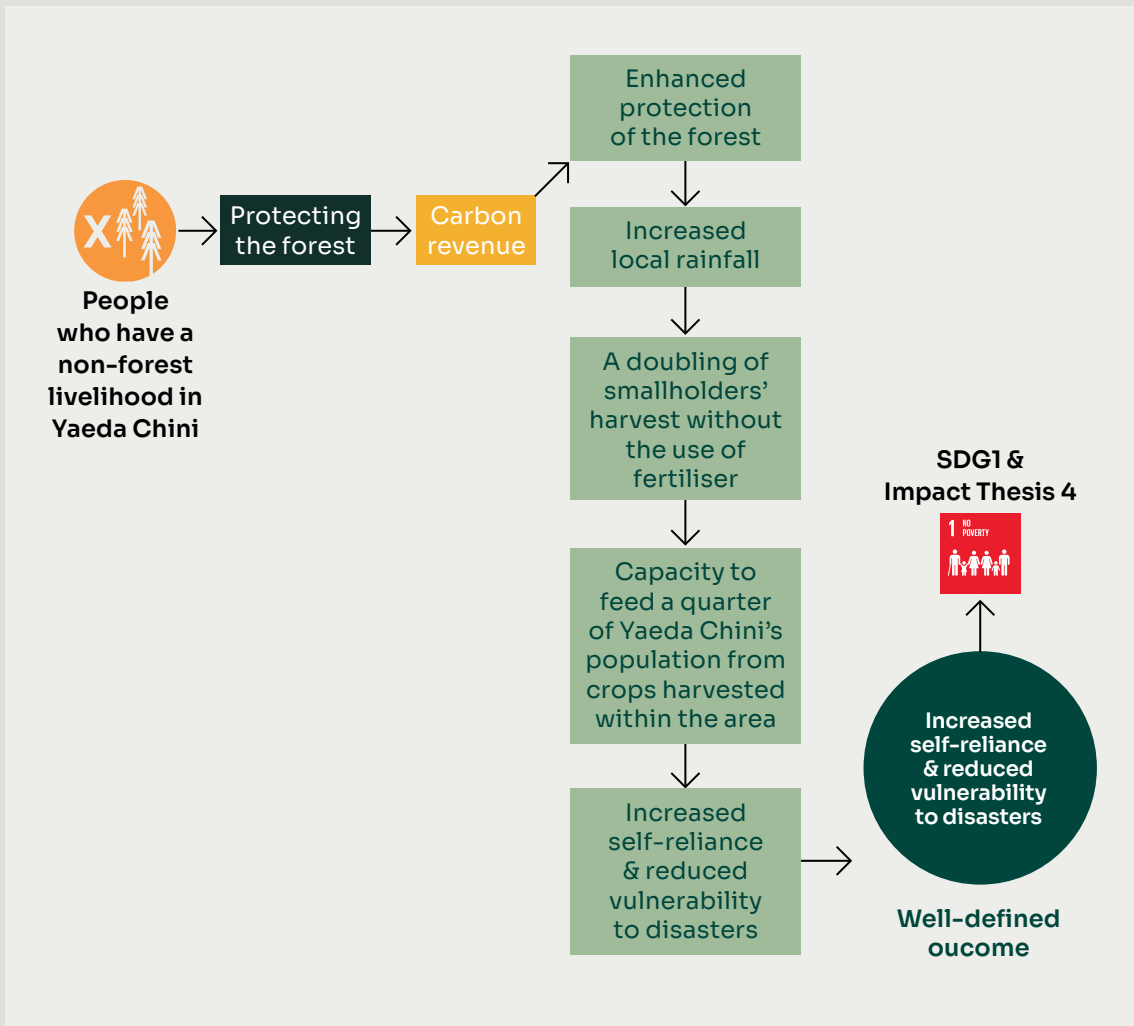 X
People
who have a
non-forest
livelihood in
Yaeda Chini
Protecting
the forest
Carbon
revenue
Enhanced
protection
of the forest
Increased
local rainfall
A doubling of
smallholders’
harvest without
the use of
fertiliser
Capacity to
feed a quarter
of Yaeda Chini’s
population from
crops harvested
within the area
Increased
self-reliance
& reduced
vulnerability
to disasters
SDG1 &
Impact Thesis 4
1 NO
POVERTY
Increased
self-reliance
& reduced
vulnerability
to disasters
Well-defined
oucome